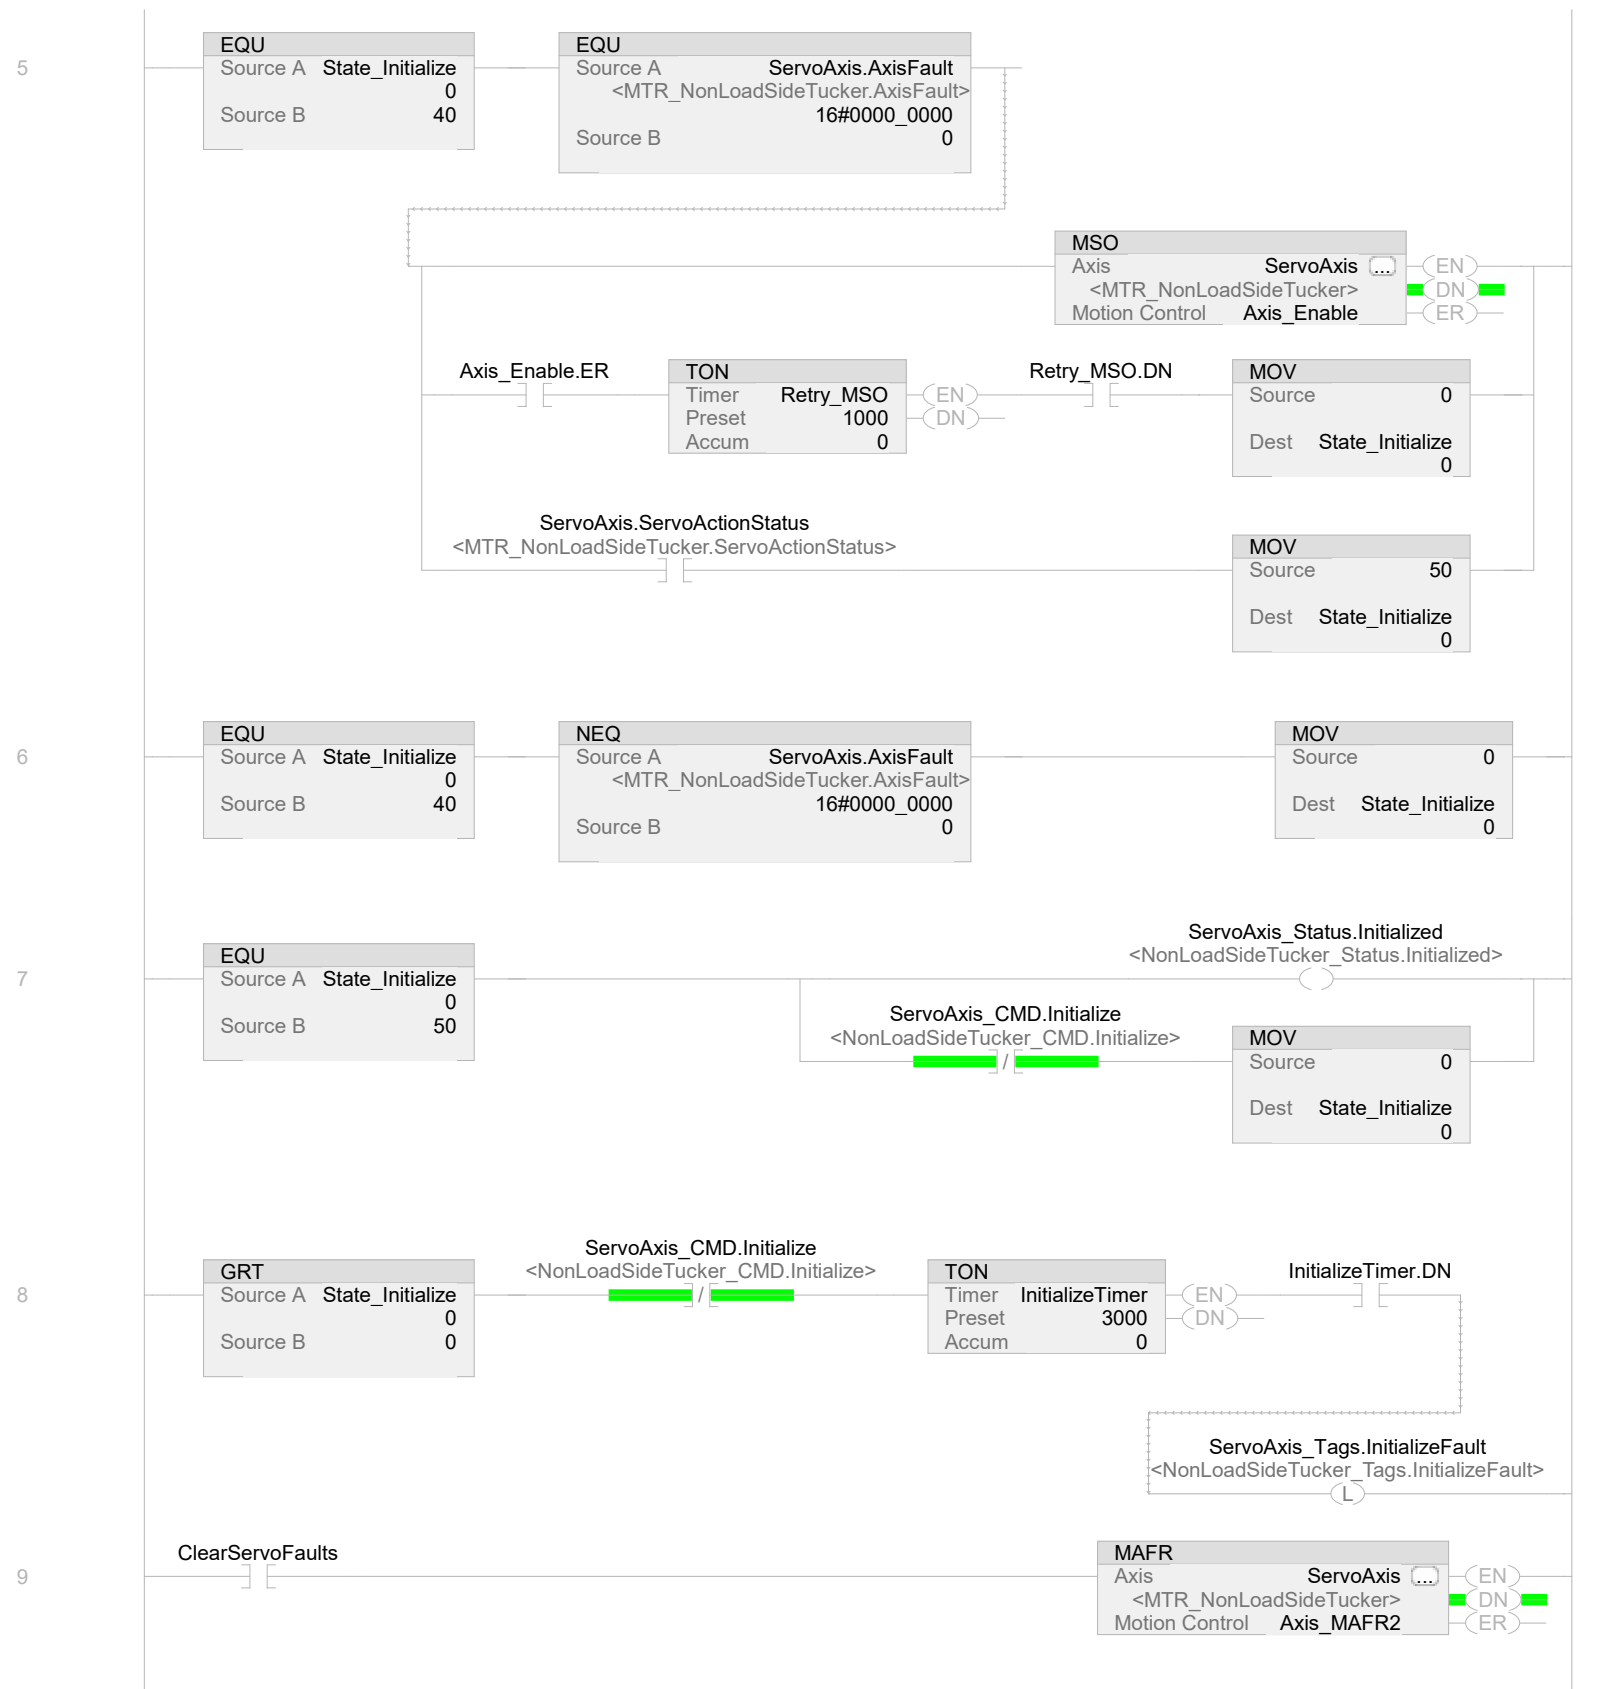 5
EQU
Source A State_Initialize
0
Source B 40
EQU
Source A ServoAxis.AxisFault
<MTR_NonLoadSideTucker.AxisFault>
16#0000_0000
Source B 0
MSO
Axis ServoAxis ...
<MTR_NonLoadSideTucker>
Motion Control Axis_Enable
EN
DN
ER
Axis_Enable.ER
TON
Timer Retry_MSO
Preset 1000
Accum 0
EN
DN
Retry_MSO.DN
MOV
Source 0
Dest State_Initialize
0
ServoAxis.ServoActionStatus
<MTR_NonLoadSideTucker.ServoActionStatus>
MOV
Source 50
Dest State_Initialize
0
6
EQU
Source A State_Initialize
0
Source B 40
NEQ
Source A ServoAxis.AxisFault
<MTR_NonLoadSideTucker.AxisFault>
16#0000_0000
Source B 0
MOV
Source 0
Dest State_Initialize
0
7
EQU
Source A State_Initialize
0
Source B 50
ServoAxis_Status.Initialized
<NonLoadSideTucker_Status.Initialized>
ServoAxis_CMD.Initialize
<NonLoadSideTucker_CMD.Initialize>
/
MOV
Source 0
Dest State_Initialize
0
8
GRT
Source A State_Initialize
0
Source B 0
ServoAxis_CMD.Initialize
<NonLoadSideTucker_CMD.Initialize>
/
TON
Timer InitializeTimer
Preset 3000
Accum 0
EN
DN
InitializeTimer.DN
ServoAxis_Tags.InitializeFault
<NonLoadSideTucker_Tags.InitializeFault>
L
9
ClearServoFaults
MAFR
Axis ServoAxis ...
<MTR_NonLoadSideTucker>
Motion Control Axis_MAFR2
EN
DN
ER